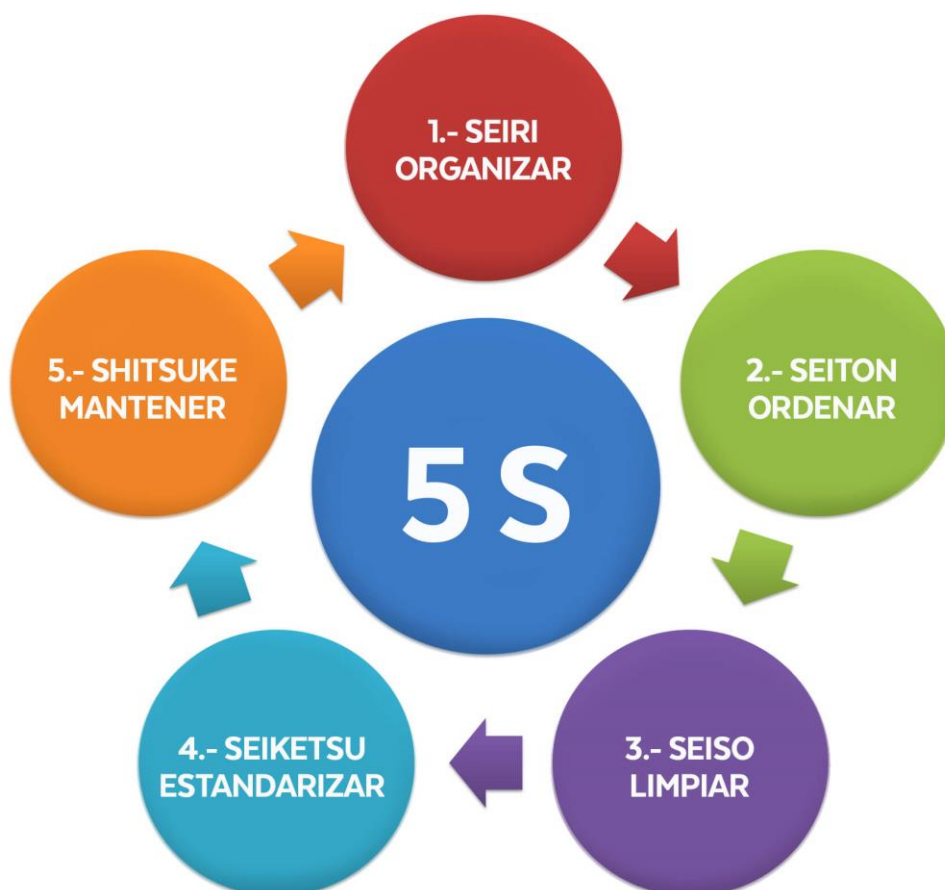 1.- SEIRI
ORGANIZAR
2.- SEITON
ORDENAR
3.- SEISO
LIMPIAR
4.- SEIKETSU
ESTANDARIZAR
5.- SHITSUKE
MANTENER
5 S